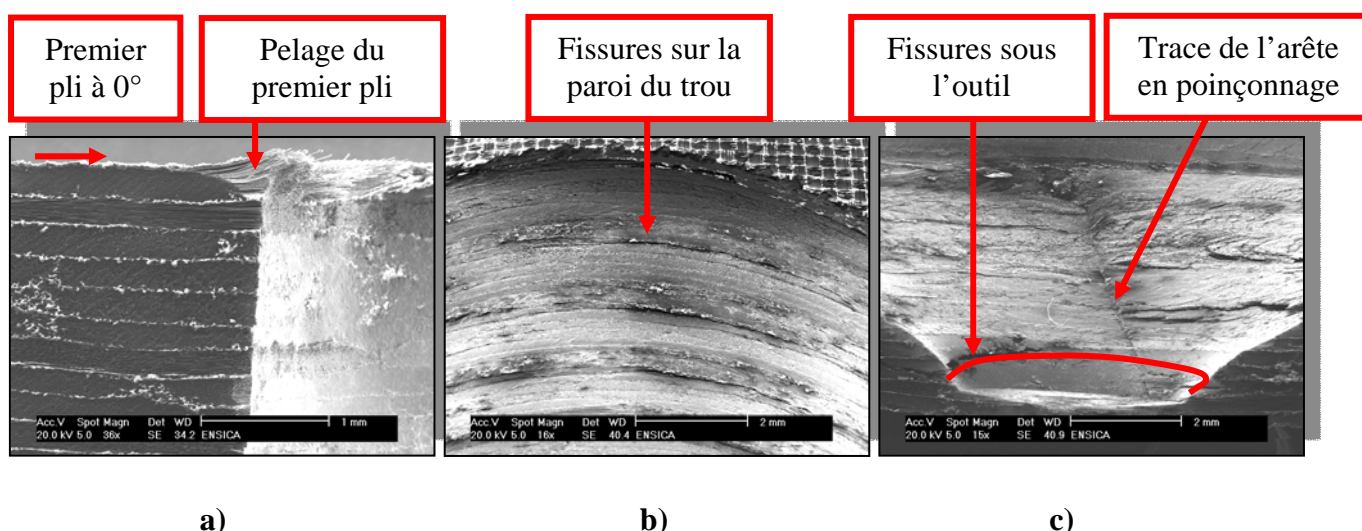 Premier
pli à 0°
Pelage du
premier pli
Fissures sur la
paroi du trou
Fissures sous
l’outil
Trace de l’arête
en poinçonnage
Acc.V Spot Magn Det WD 1 mm
20.0 kV 5.0 36x SE 34.2 ENSICA
Acc.V Spot Magn Det WD 2 mm
20.0 kV 5.0 16x SE 40.4 ENSICA
Acc.V Spot Magn Det WD 2 mm
20.0 kV 5.0 15x SE 40.9 ENSICA
a)
b)
c)